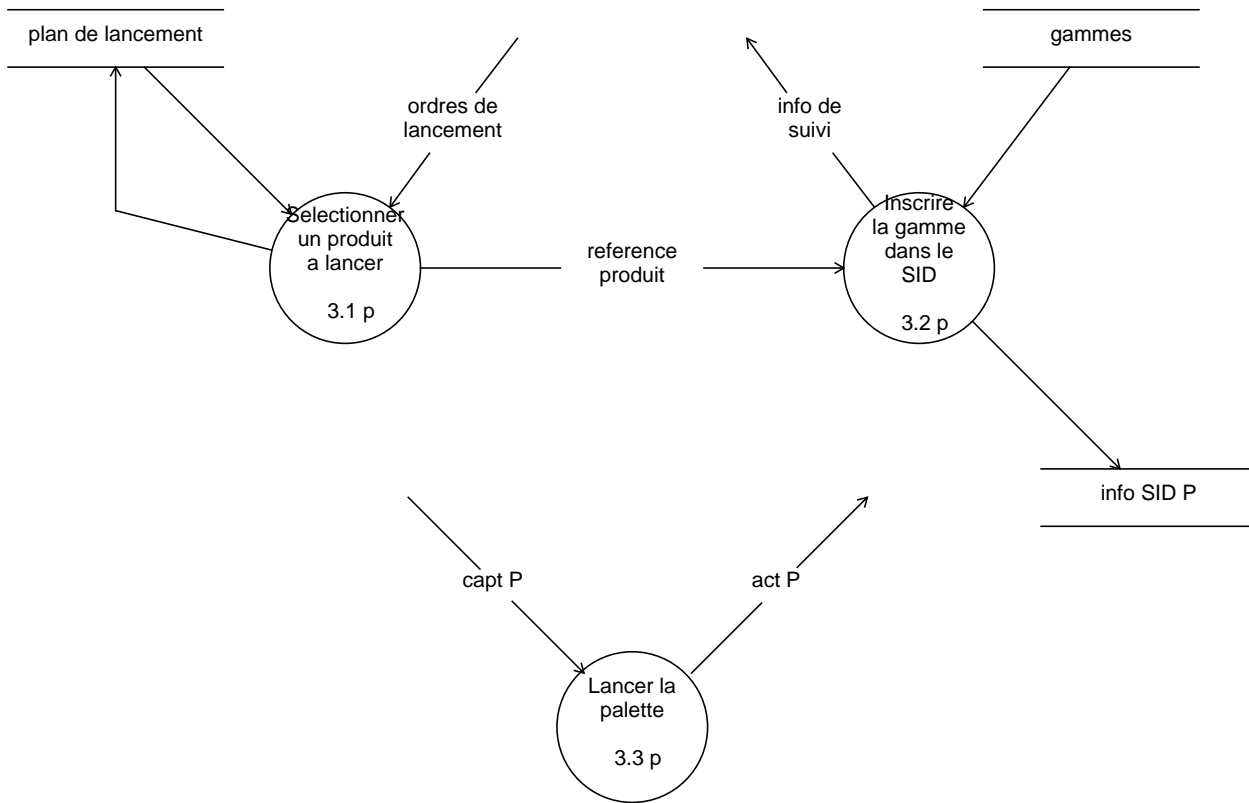 plan de lancement
gammes
ordres de
lancement
info de
suivi
Selectionner
un produit
a lancer
3.1 p
reference
produit
Inscrire
la gamme
dans le
SID
3.2 p
info SID P
capt P
act P
Lancer la
palette
3.3 p